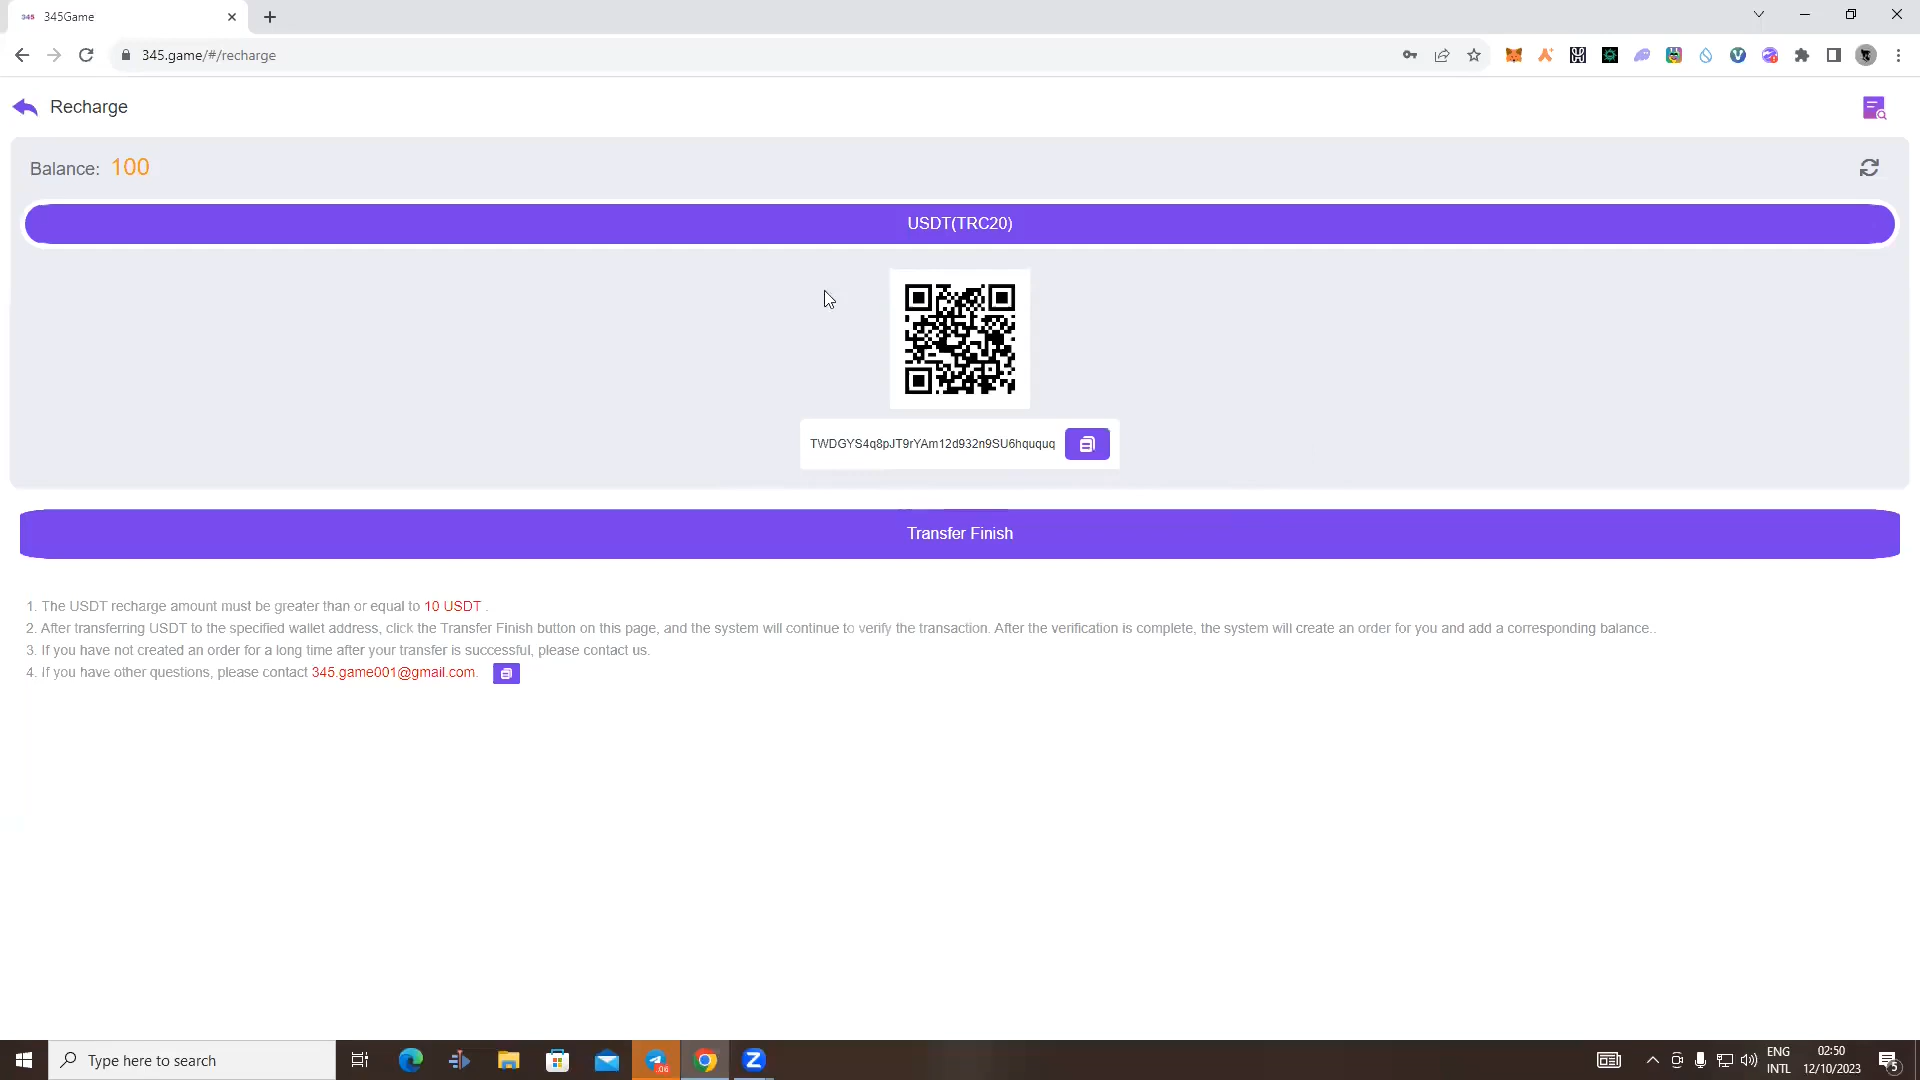 345 345Game
345.game/#/recharge
Recharge
Balance: 100
USDT(TRC20)
TWDGYS4q8pJT9rYAm12d932n9SU6hququq
Transfer Finish
1. The USDT recharge amount must be greater than or equal to 10 USDT .
2. After transferring USDT to the specified wallet address, click the Transfer Finish button on this page, and the system will continue to verify the transaction. After the verification is complete, the system will create an order for you and add a corresponding balance..
3. If you have not created an order for a long time after your transfer is successful, please contact us.
4. If you have other questions, please contact 345.game001@gmail.com.
Type here to search
.06
Z
ENG
INTL
02:50
12/10/2023
5